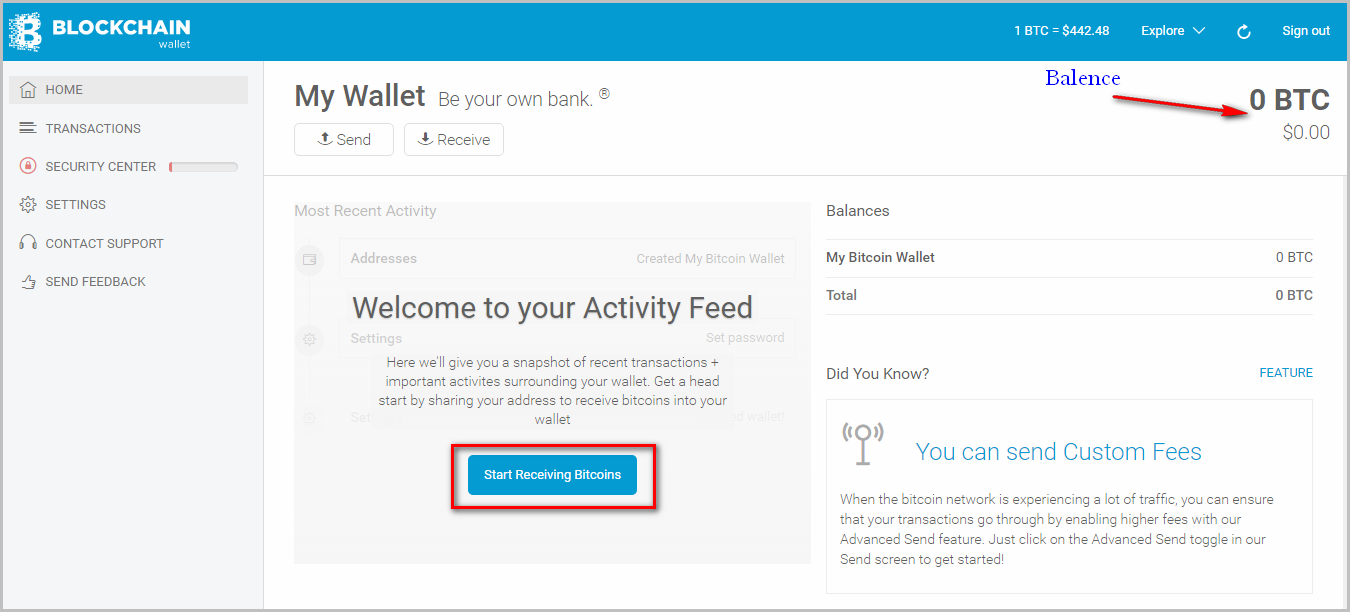 BLOCKCHAIN
wallet
1 BTC = $442.48
Explore
Sign out
HOME
TRANSACTIONS
SECURITY CENTER
SETTINGS
CONTACT SUPPORT
SEND FEEDBACK
My Wallet Be your own bank. ®
Send
Receive
Balence
0 BTC
$0.00
Most Recent Activity
Addresses Created My Bitcoin Wallet
Welcome to your Activity Feed
Settings Set password
Here we'll give you a snapshot of recent transactions +
important activites surrounding your wallet. Get a head
start by sharing your address to receive bitcoins into your
wallet
wallet!
Start Receiving Bitcoins
Balances
My Bitcoin Wallet 0 BTC
Total 0 BTC
Did You Know? FEATURE
You can send Custom Fees
When the bitcoin network is experiencing a lot of traffic, you can ensure
that your transactions go through by enabling higher fees with our
Advanced Send feature. Just click on the Advanced Send toggle in our
Send screen to get started!